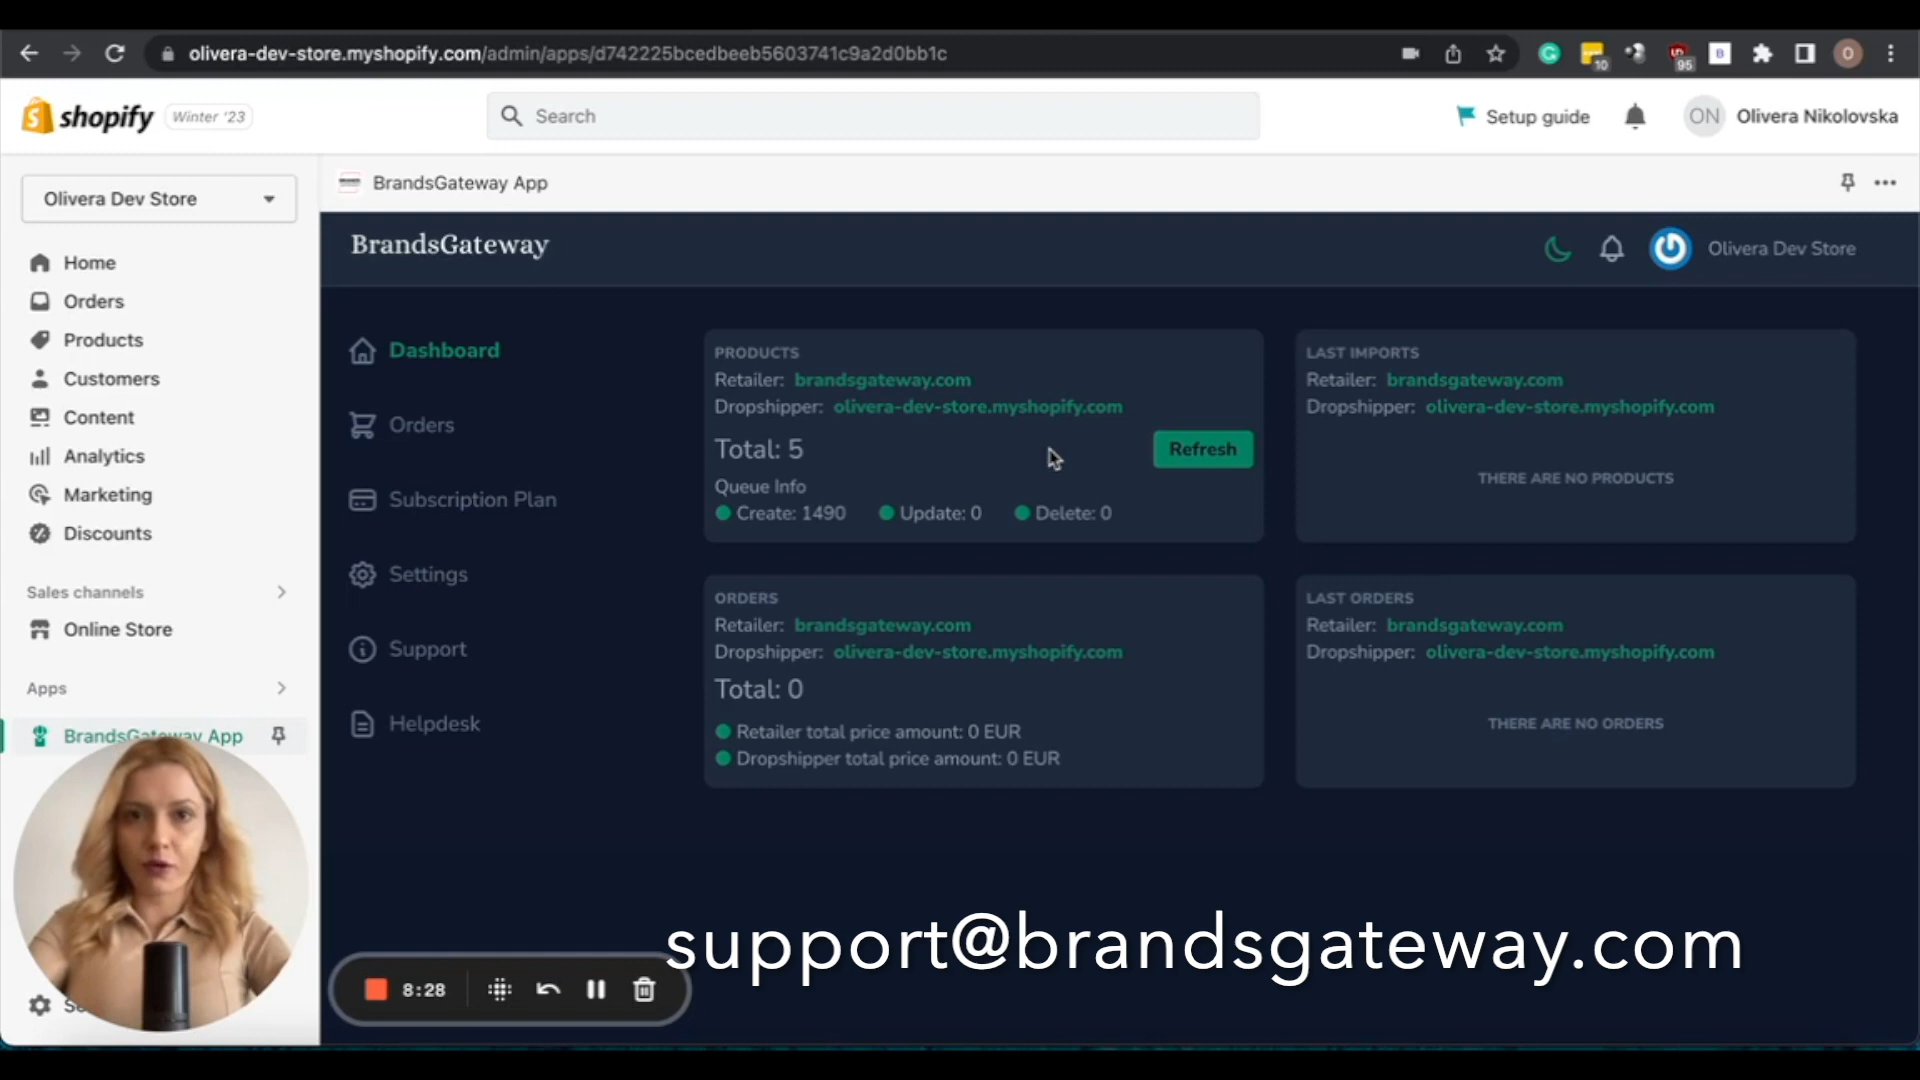 olivera-dev-store.myshopify.com/admin/apps/d742225bcedbeeb5603741c9a2d0bb1c
10
95
B
O
shopify
Winter '23
Search
Setup guide
ON
Olivera Nikolovska
Olivera Dev Store
BrandsGateway App
Home
Orders
Products
Customers
Content
Analytics
Marketing
Discounts
Sales channels
Online Store
Apps
BrandsGateway App
BrandsGateway
Olivera Dev Store
Dashboard
Orders
Subscription Plan
Settings
Support
Helpdesk
PRODUCTS
Retailer: brandsgateway.com
Dropshipper: olivera-dev-store.myshopify.com
Total: 5
Refresh
Queue Info
Create: 1490 Update: 0 Delete: 0
LAST IMPORTS
Retailer: brandsgateway.com
Dropshipper: olivera-dev-store.myshopify.com
THERE ARE NO PRODUCTS
ORDERS
Retailer: brandsgateway.com
Dropshipper: olivera-dev-store.myshopify.com
Total: 0
Retailer total price amount: 0 EUR
Dropshipper total price amount: 0 EUR
LAST ORDERS
Retailer: brandsgateway.com
Dropshipper: olivera-dev-store.myshopify.com
THERE ARE NO ORDERS
support@brandsgateway.com
8:28